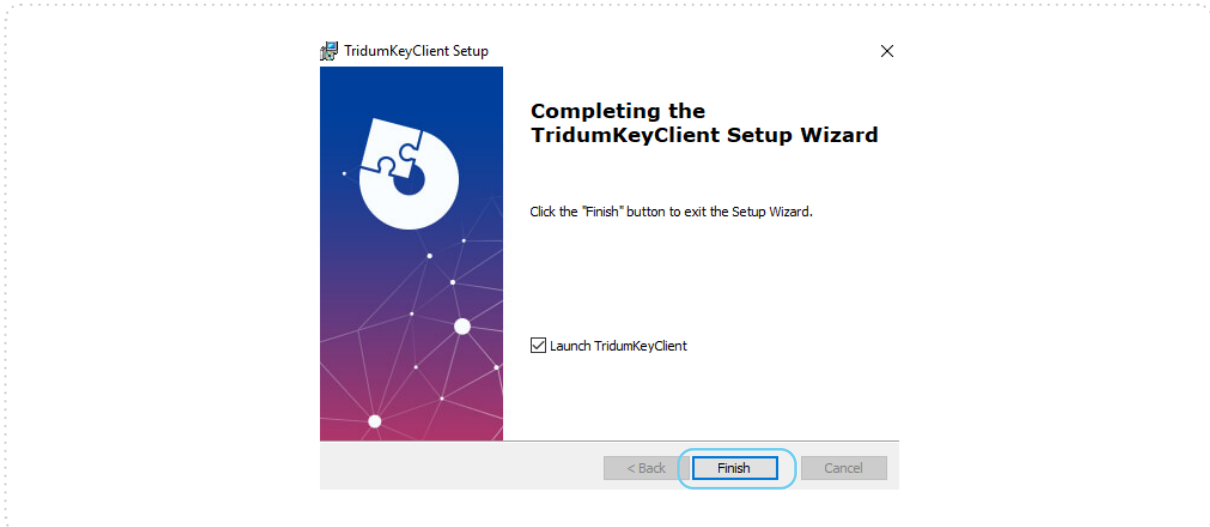 TridumKeyClient Setup
Completing the
TridumKeyClient Setup Wizard
Click the "Finish" button to exit the Setup Wizard.
Launch TridumKeyClient
< Back
Finish
Cancel